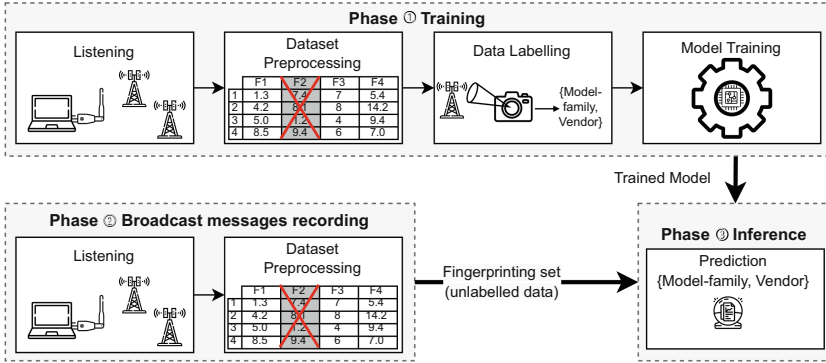 Phase ① Training
Listening
Dataset
Preprocessing
F1 F2 F3 F4
1 1.3 7.4 7 5.4
2 4.2 8.1 8 14.2
3 5.0 1.2 4 9.4
4 8.5 9.4 6 7.0
Data Labelling
{Model-
family,
Vendor}
Model Training
Trained Model
Phase ② Broadcast messages recording
Listening
Dataset
Preprocessing
F1 F2 F3 F4
1 1.3 7.4 7 5.4
2 4.2 8.1 8 14.2
3 5.0 1.2 4 9.4
4 8.5 9.4 6 7.0
Fingerprinting set
(unlabelled data)
Phase ③ Inference
Prediction
{Model-family, Vendor}